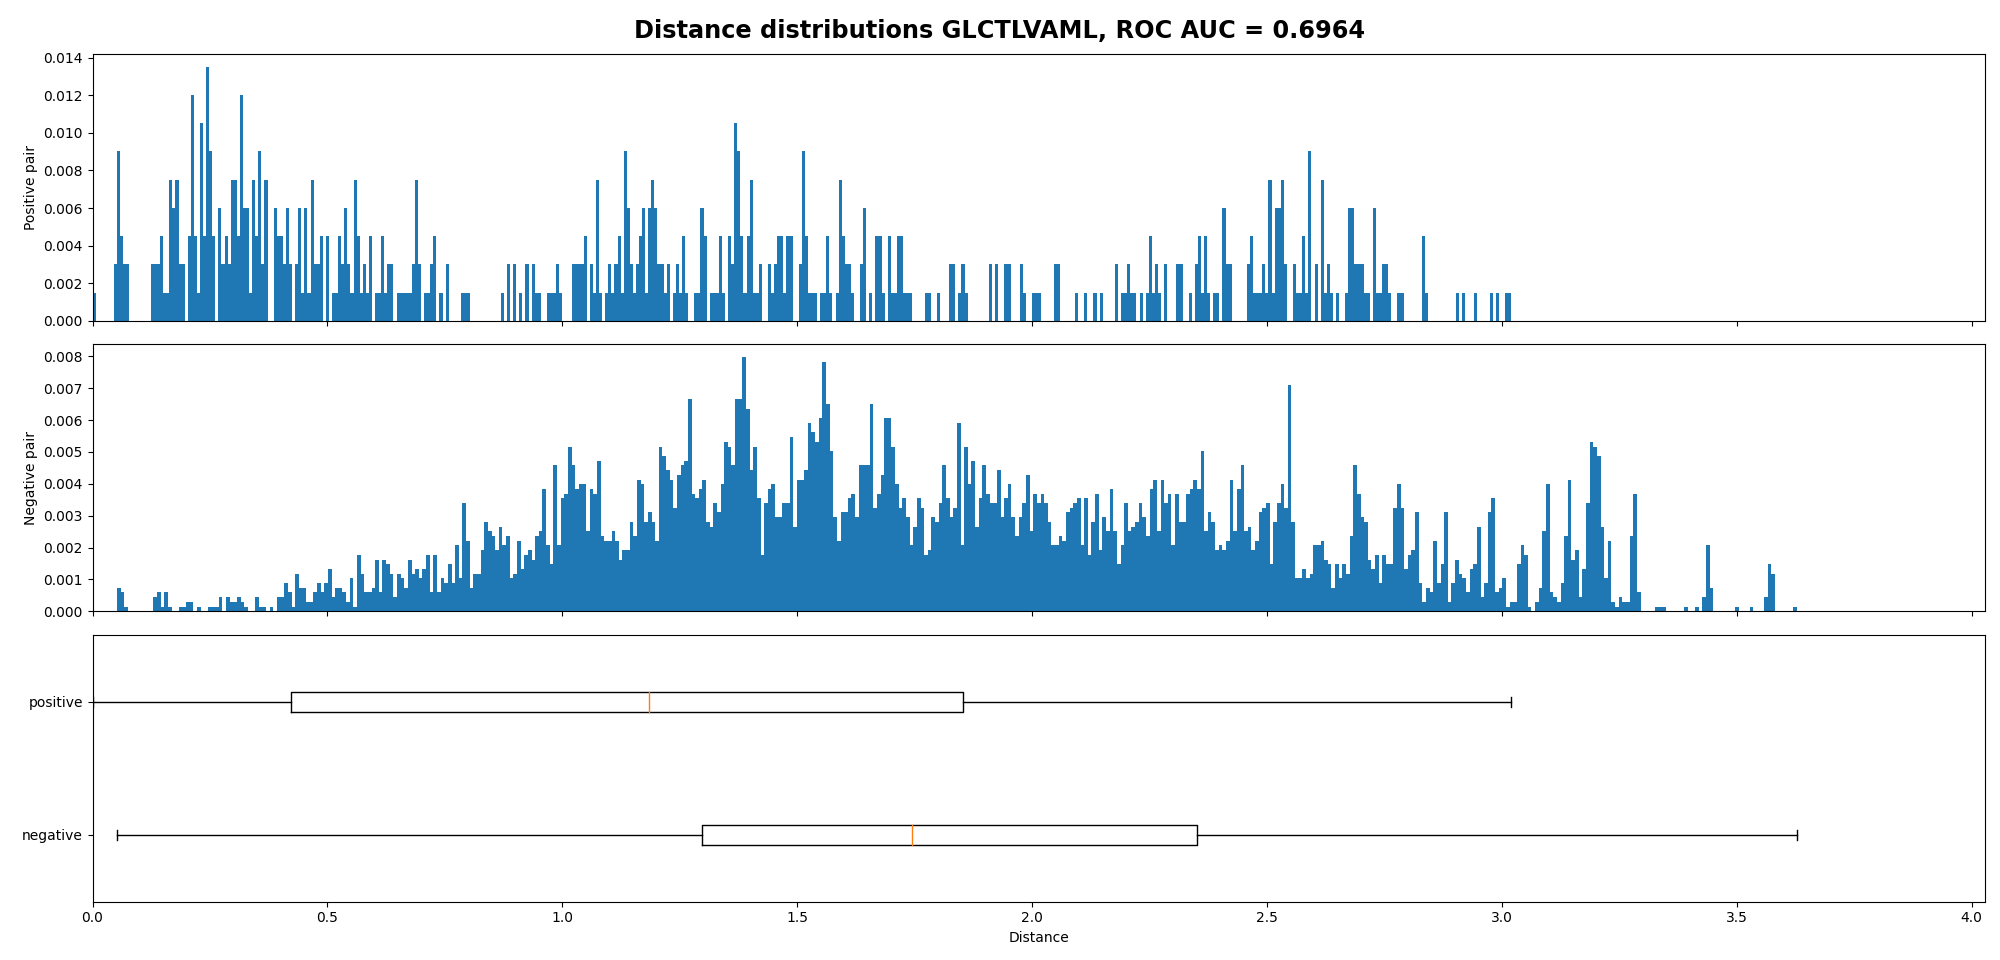 Distance distributions GLCTLVAML, ROC AUC = 0.6964
0.014
0.012
0.010
0.008
0.006
0.004
0.002
0.000
Positive pair
0.008
0.007
0.006
0.005
0.004
0.003
0.002
0.001
0.000
Negative pair
positive
negative
0.0 0.5 1.0 1.5 2.0 2.5 3.0 3.5 4.0
Distance